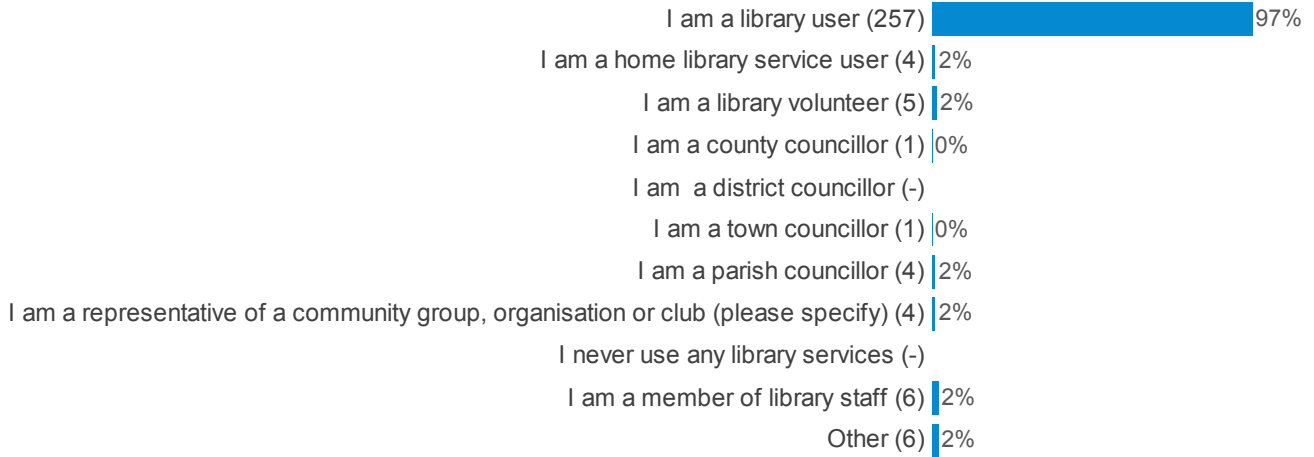 I am a library user (257) 97%
I am a home library service user (4) 2%
I am a library volunteer (5) 2%
I am a county councillor (1) 0%
I am  a district councillor (-)
I am a town councillor (1) 0%
I am a parish councillor (4) 2%
I am a representative of a community group, organisation or club (please specify) (4) 2%
I never use any library services (-)
I am a member of library staff (6) 2%
Other (6) 2%